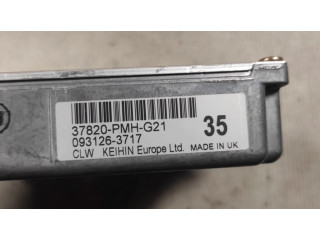 37820-PMH-G21 35
093126-3717
CLW KEIHIN Europe Ltd. MADE IN UK